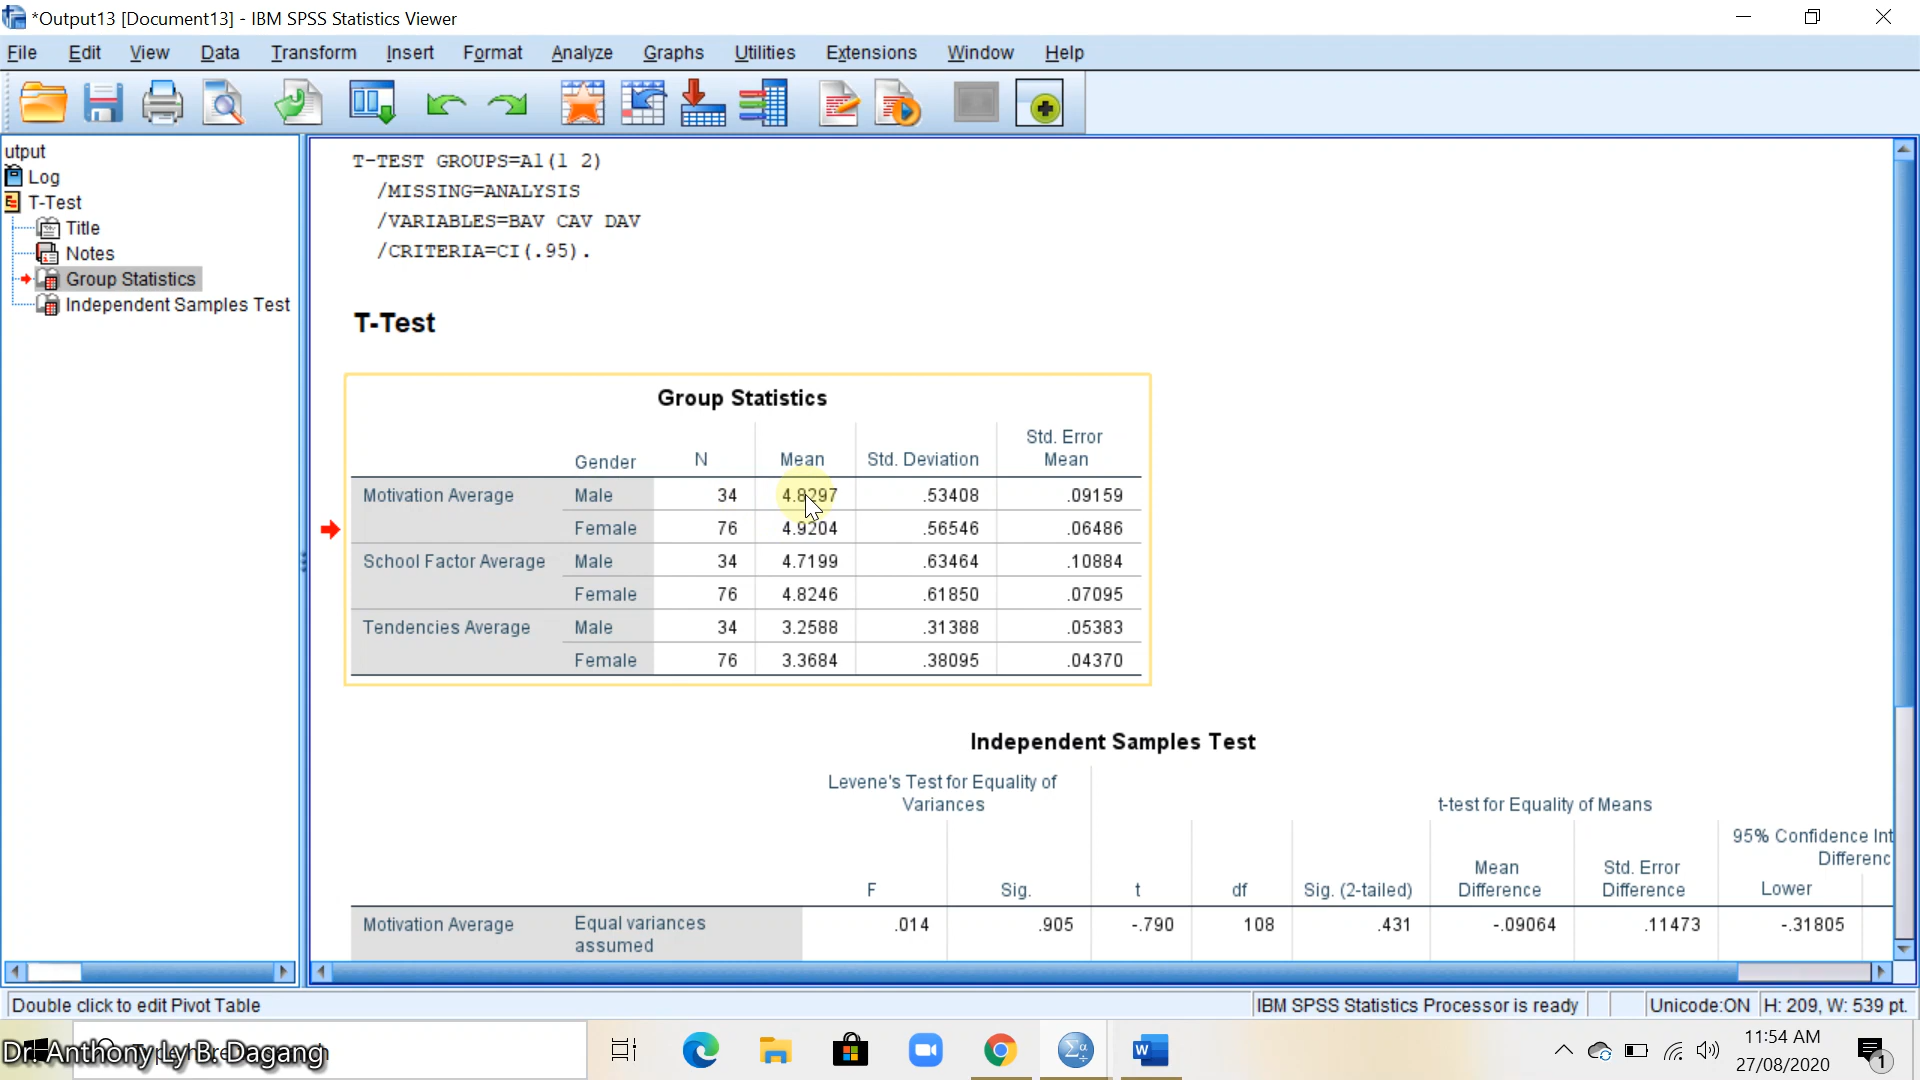 *Output13 [Document13] - IBM SPSS Statistics Viewer
File Edit View Data Transform Insert Format Analyze Graphs Utilities Extensions Window Help
utput
Log
T-Test
Title
Notes
Group Statistics
Independent Samples Test
T-TEST GROUPS=A1(1 2)
/MISSING=ANALYSIS
/VARIABLES=BAV CAV DAV
/CRITERIA=CI(.95).
T-Test
Group Statistics
Gender N Mean Std. Deviation Std. Error Mean
Motivation Average Male 34 4.8297 .53408 .09159
Female 76 4.9204 .56546 .06486
School Factor Average Male 34 4.7199 .63464 .10884
Female 76 4.8246 .61850 .07095
Tendencies Average Male 34 3.2588 .31388 .05383
Female 76 3.3684 .38095 .04370
Independent Samples Test
Levene's Test for Equality of Variances
t-test for Equality of Means
95% Confidence Int
Differenc
F Sig. t df Sig. (2-tailed) Mean Difference Std. Error Difference Lower
Motivation Average Equal variances assumed .014 .905 -.790 108 .431 -.09064 .11473 -.31805
Double click to edit Pivot Table
IBM SPSS Statistics Processor is ready
Unicode:ON
H: 209, W: 539 pt.
Dr. Anthony Ly B. Dagang
11:54 AM
27/08/2020
1